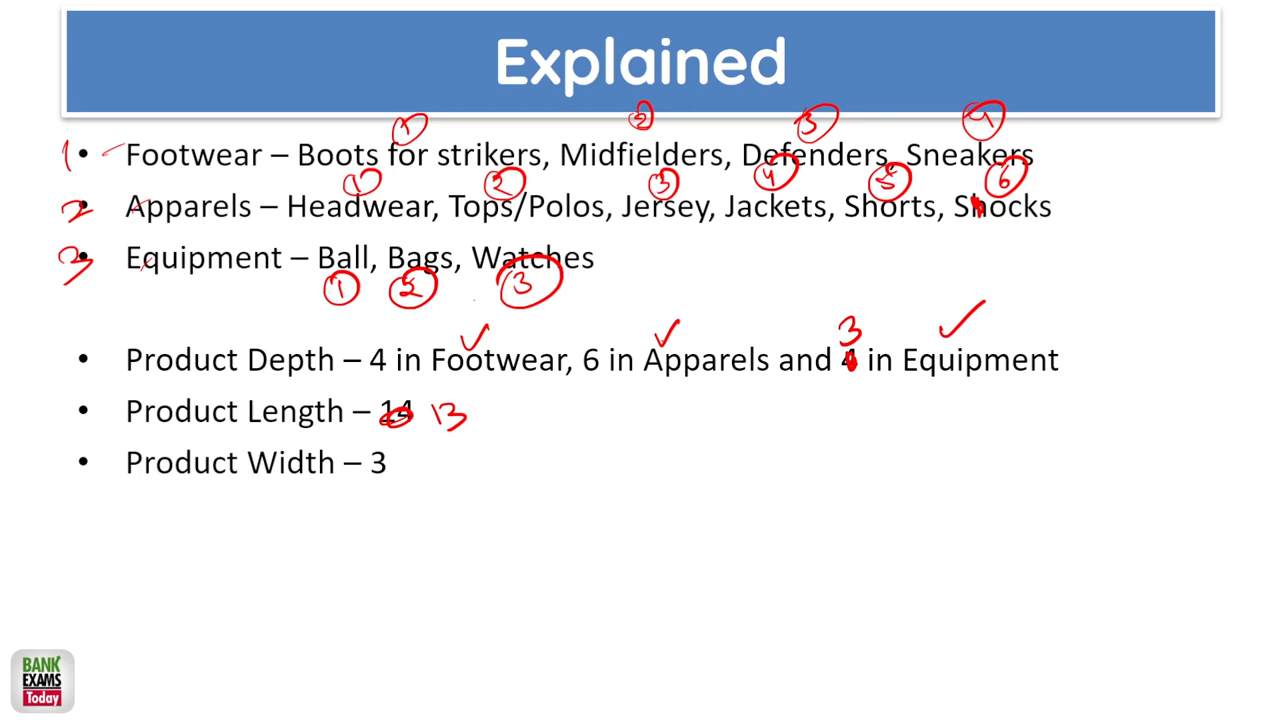 Explained
1 2 3 4
1 • Footwear – Boots for strikers, Midfielders, Defenders, Sneakers
1 2 3 4 5 6
2 • Apparels – Headwear, Tops/Polos, Jersey, Jackets, Shorts, Shocks
3 • Equipment – Ball, Bags, Watches
1 2 3
3
• Product Depth – 4 in Footwear, 6 in Apparels and 4 in Equipment
• Product Length – 14 13
• Product Width – 3
BANK
EXAMS
Today